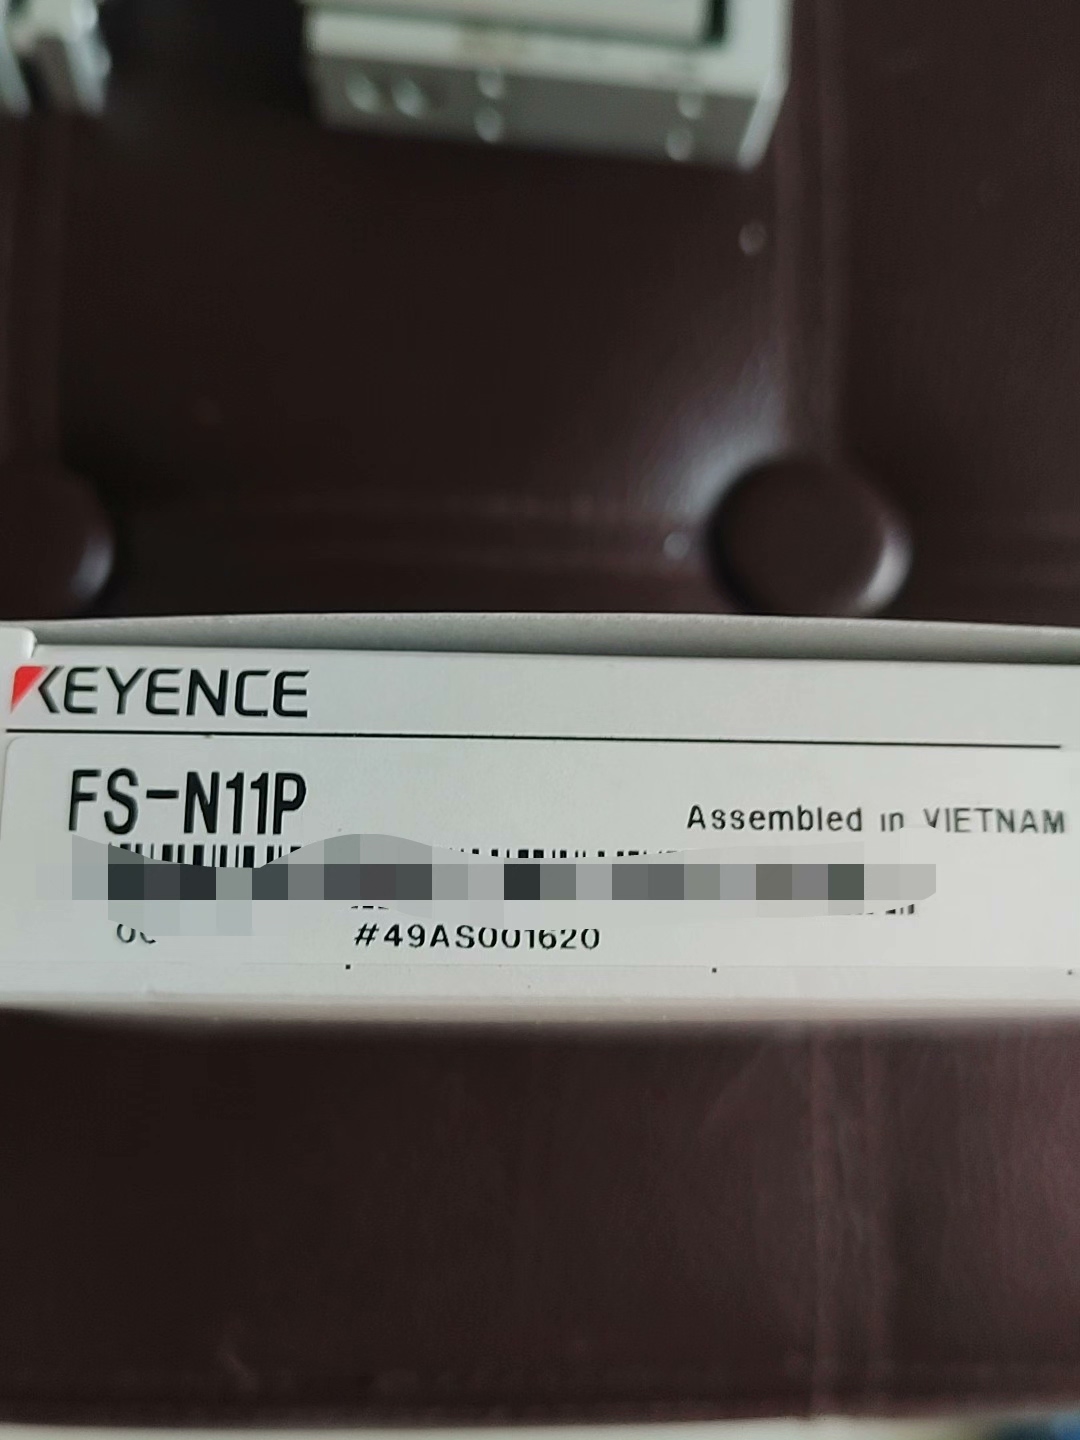 KEYENCE
FS-N11P
Assembled in VIETNAM
#49AS001620